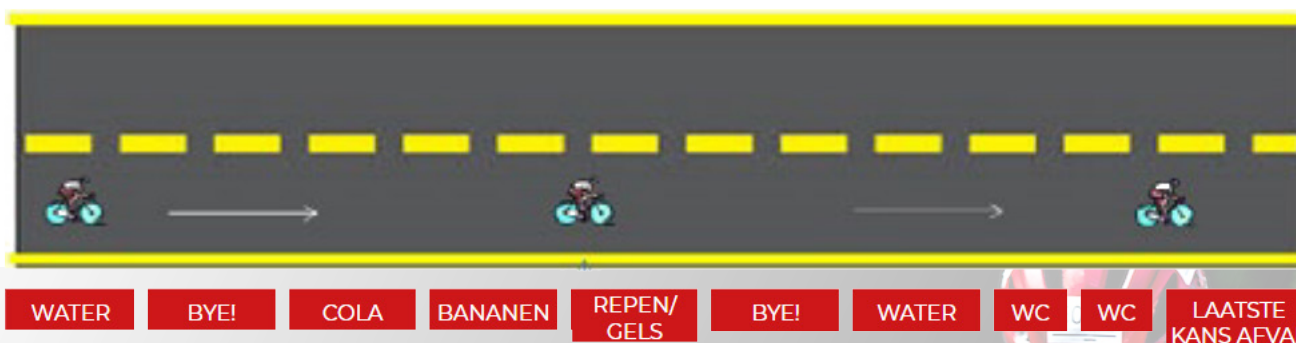 WATER
BYE!
COLA
BANANEN
REPEN/
GELS
BYE!
WATER
WC
WC
LAATSTE
KANS AFVA